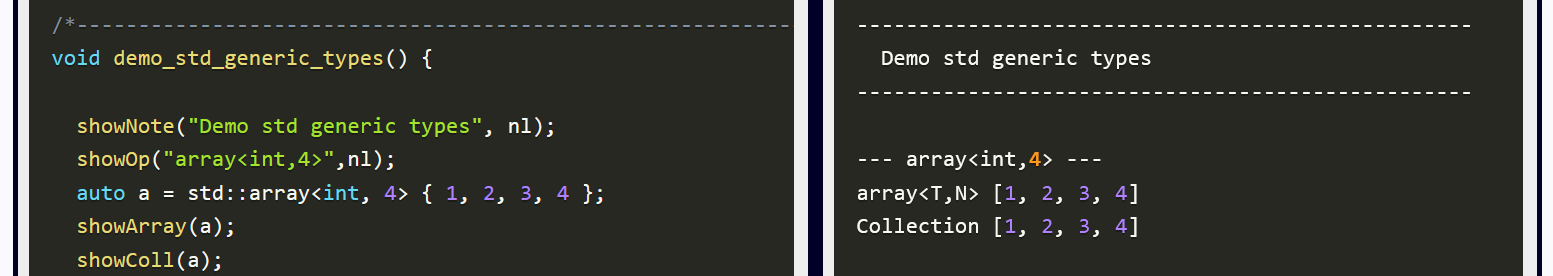 /*----------------------------------------------------------
void demo_std_generic_types() {
showNote("Demo std generic types", nl);
showOp("array<int,4>",nl);
auto a = std::array<int, 4> { 1, 2, 3, 4 };
showArray(a);
showColl(a);
--------------------------------------------------
Demo std generic types
--------------------------------------------------
--- array<int,4> ---
array<T,N> [1, 2, 3, 4]
Collection [1, 2, 3, 4]